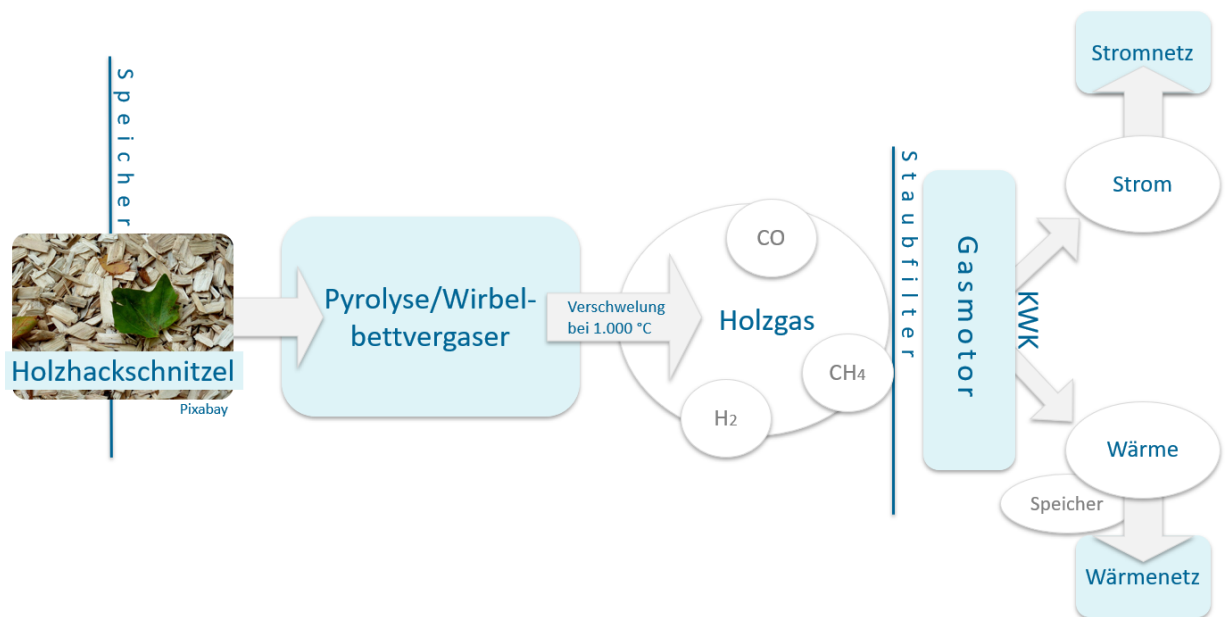 Speicher
Holzhackschnitzel
Pixabay
Pyrolyse/Wirbel-
bettvergaser
Verschwelung
bei 1.000 °C
Holzgas
CO
CH4
H2
Staubfilter
Gasmotor
KWK
Strom
Stromnetz
Wärme
Speicher
Wärmenetz